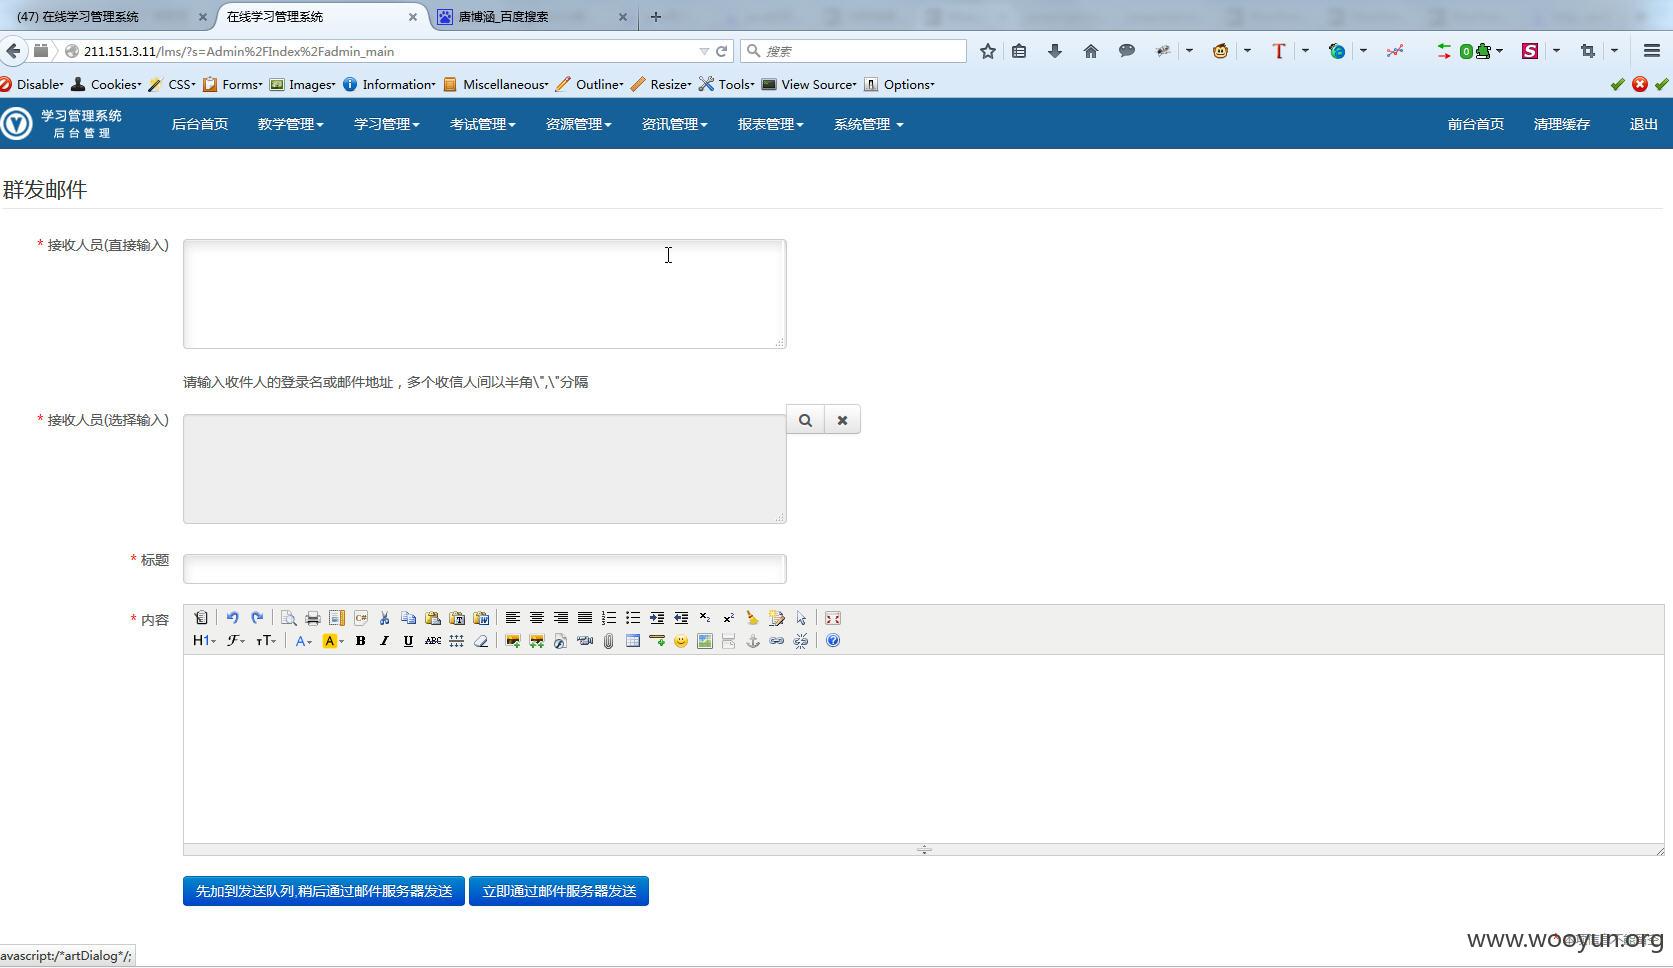 (47) 在线学习管理系统
在线学习管理系统
唐博涵_百度搜索
211.151.3.11/lms/?s=Admin%2FIndex%2Fadmin_main
搜索
Disable Cookies CSS Forms Images Information Miscellaneous Outline Resize Tools View Source Options
学习管理系统
后台管理
后台首页 教学管理 学习管理 考试管理 资源管理 资讯管理 报表管理 系统管理 前台首页 清理缓存 退出
群发邮件
* 接收人员(直接输入)
请输入收件人的登录名或邮件地址，多个收信人间以半角\",\"分隔
* 接收人员(选择输入)
* 标题
* 内容
先加到发送队列,稍后通过邮件服务器发送 立即通过邮件服务器发送
www.wooyun.org
avascript:/*artDialog*/;